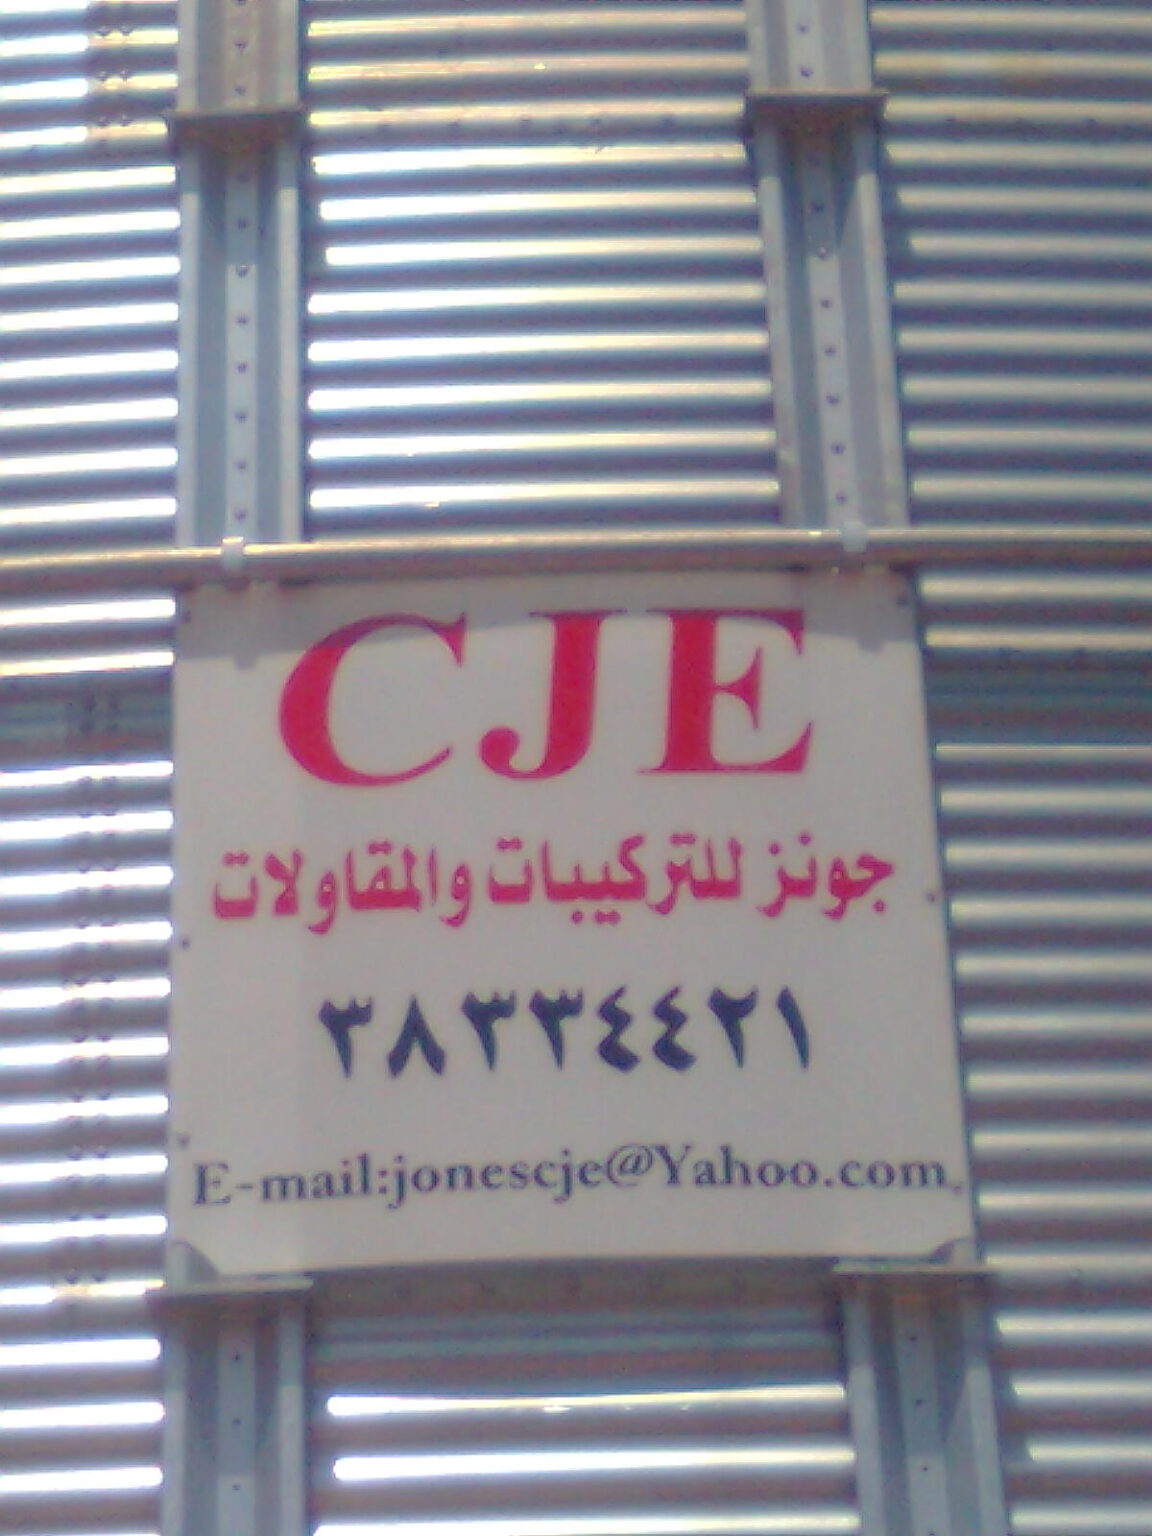 CJE
جونز للتركيبات والمقاولات
٣٨٣٣٤٤٢١
E-mail:jonescje@Yahoo.com